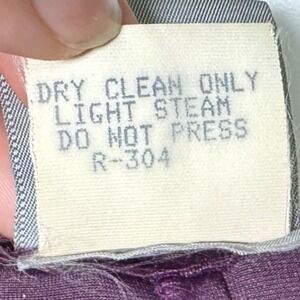 DRY CLEAN ONLY
LIGHT STEAM
DO NOT PRESS
R-304